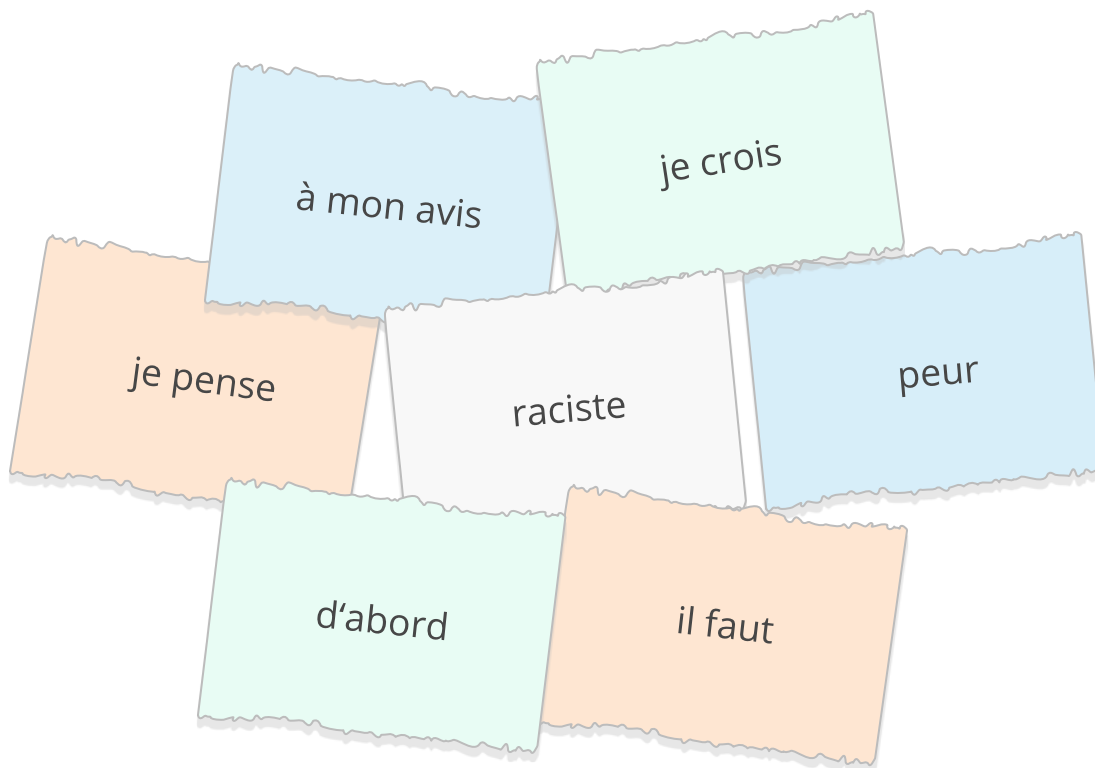 je crois
à mon avis
je pense
raciste
peur
d‘abord
il faut